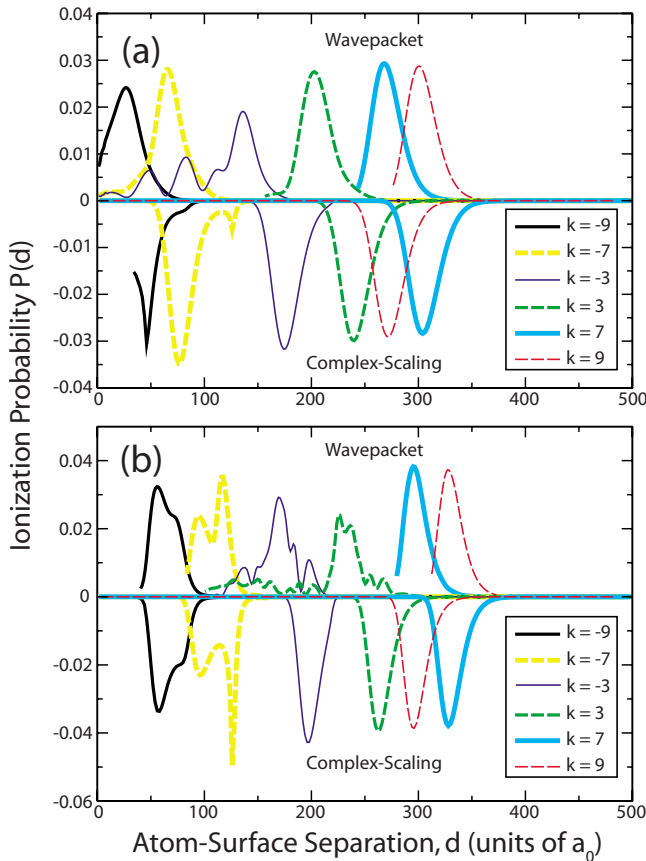 Ionization Probability P(d)
(a)
Wavepacket
0.04
0.03
0.02
0.01
0
-0.01
-0.02
-0.03
-0.04
k = -9
k = -7
k = -3
k = 3
k = 7
k = 9
Complex-Scaling
0 100 200 300 400 500
(b)
Wavepacket
0.04
0.02
0
-0.02
-0.04
-0.06
k = -9
k = -7
k = -3
k = 3
k = 7
k = 9
Complex-Scaling
0 100 200 300 400 500
Atom-Surface Separation, d (units of a0)